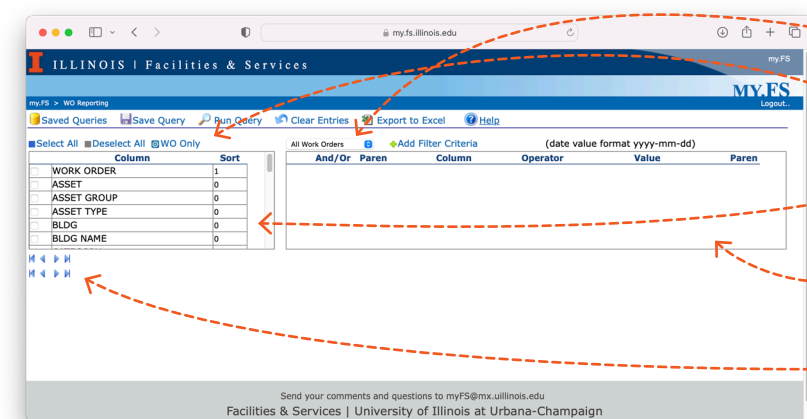 my.fs.illinois.edu
I ILLINOIS | Facilities & Services
my.FS
MY.FS
my.FS > WO Reporting
Logout..
Saved Queries Save Query Run Query Clear Entries Export to Excel Help
Select All Deselect All WO Only
All Work Orders Add Filter Criteria (date value format yyyy-mm-dd)
Column Sort
And/Or Paren Column Operator Value Paren
WORK ORDER 1
ASSET 0
ASSET GROUP 0
ASSET TYPE 0
BLDG 0
BLDG NAME 0
Send your comments and questions to myFS@mx.uillinois.edu
Facilities & Services | University of Illinois at Urbana-Champaign